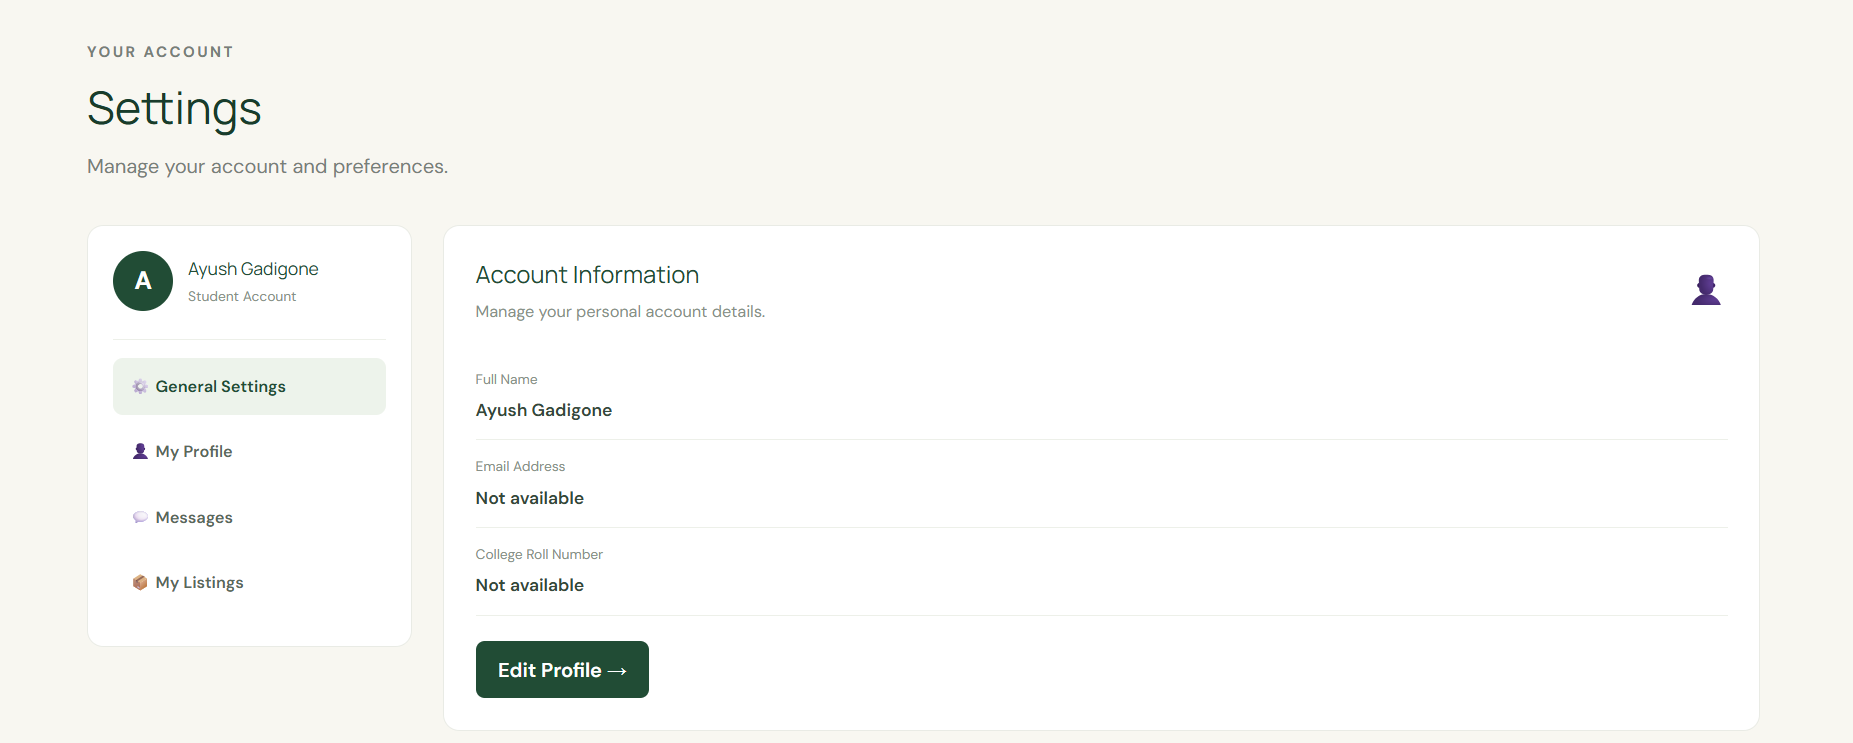 YOUR ACCOUNT
Settings
Manage your account and preferences.
A
Ayush Gadigone
Student Account
General Settings
My Profile
Messages
My Listings
Account Information
Manage your personal account details.
Full Name
Ayush Gadigone
Email Address
Not available
College Roll Number
Not available
Edit Profile →